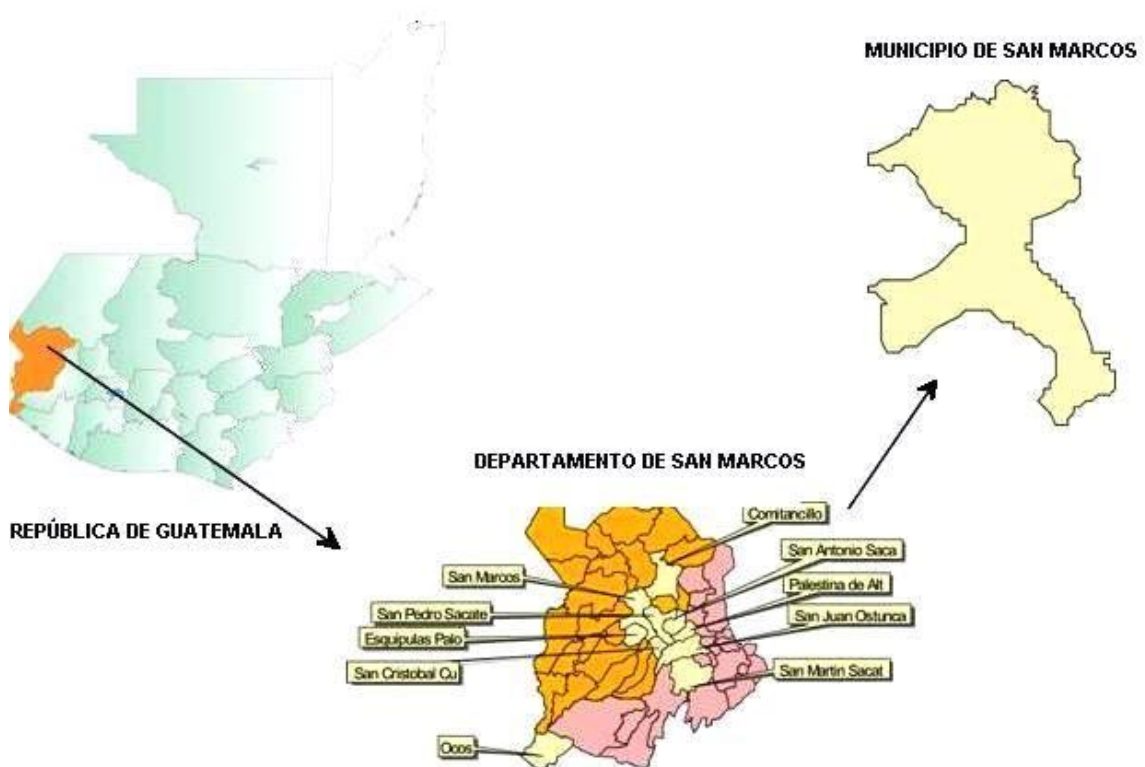 MUNICIPIO DE SAN MARCOS
DEPARTAMENTO DE SAN MARCOS
REPÚBLICA DE GUATEMALA
Comitancillo
San Antonio Saca
San Marcos
Palestina de Alt
San Pedro Sacate
San Juan Ostunca
Esquipulas Palo
San Cristobal Cu
San Martin Sacat
Ocos